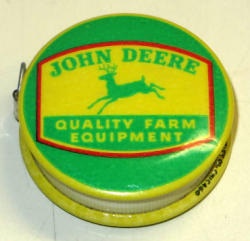 JOHN DEERE
QUALITY FARM
EQUIPMENT